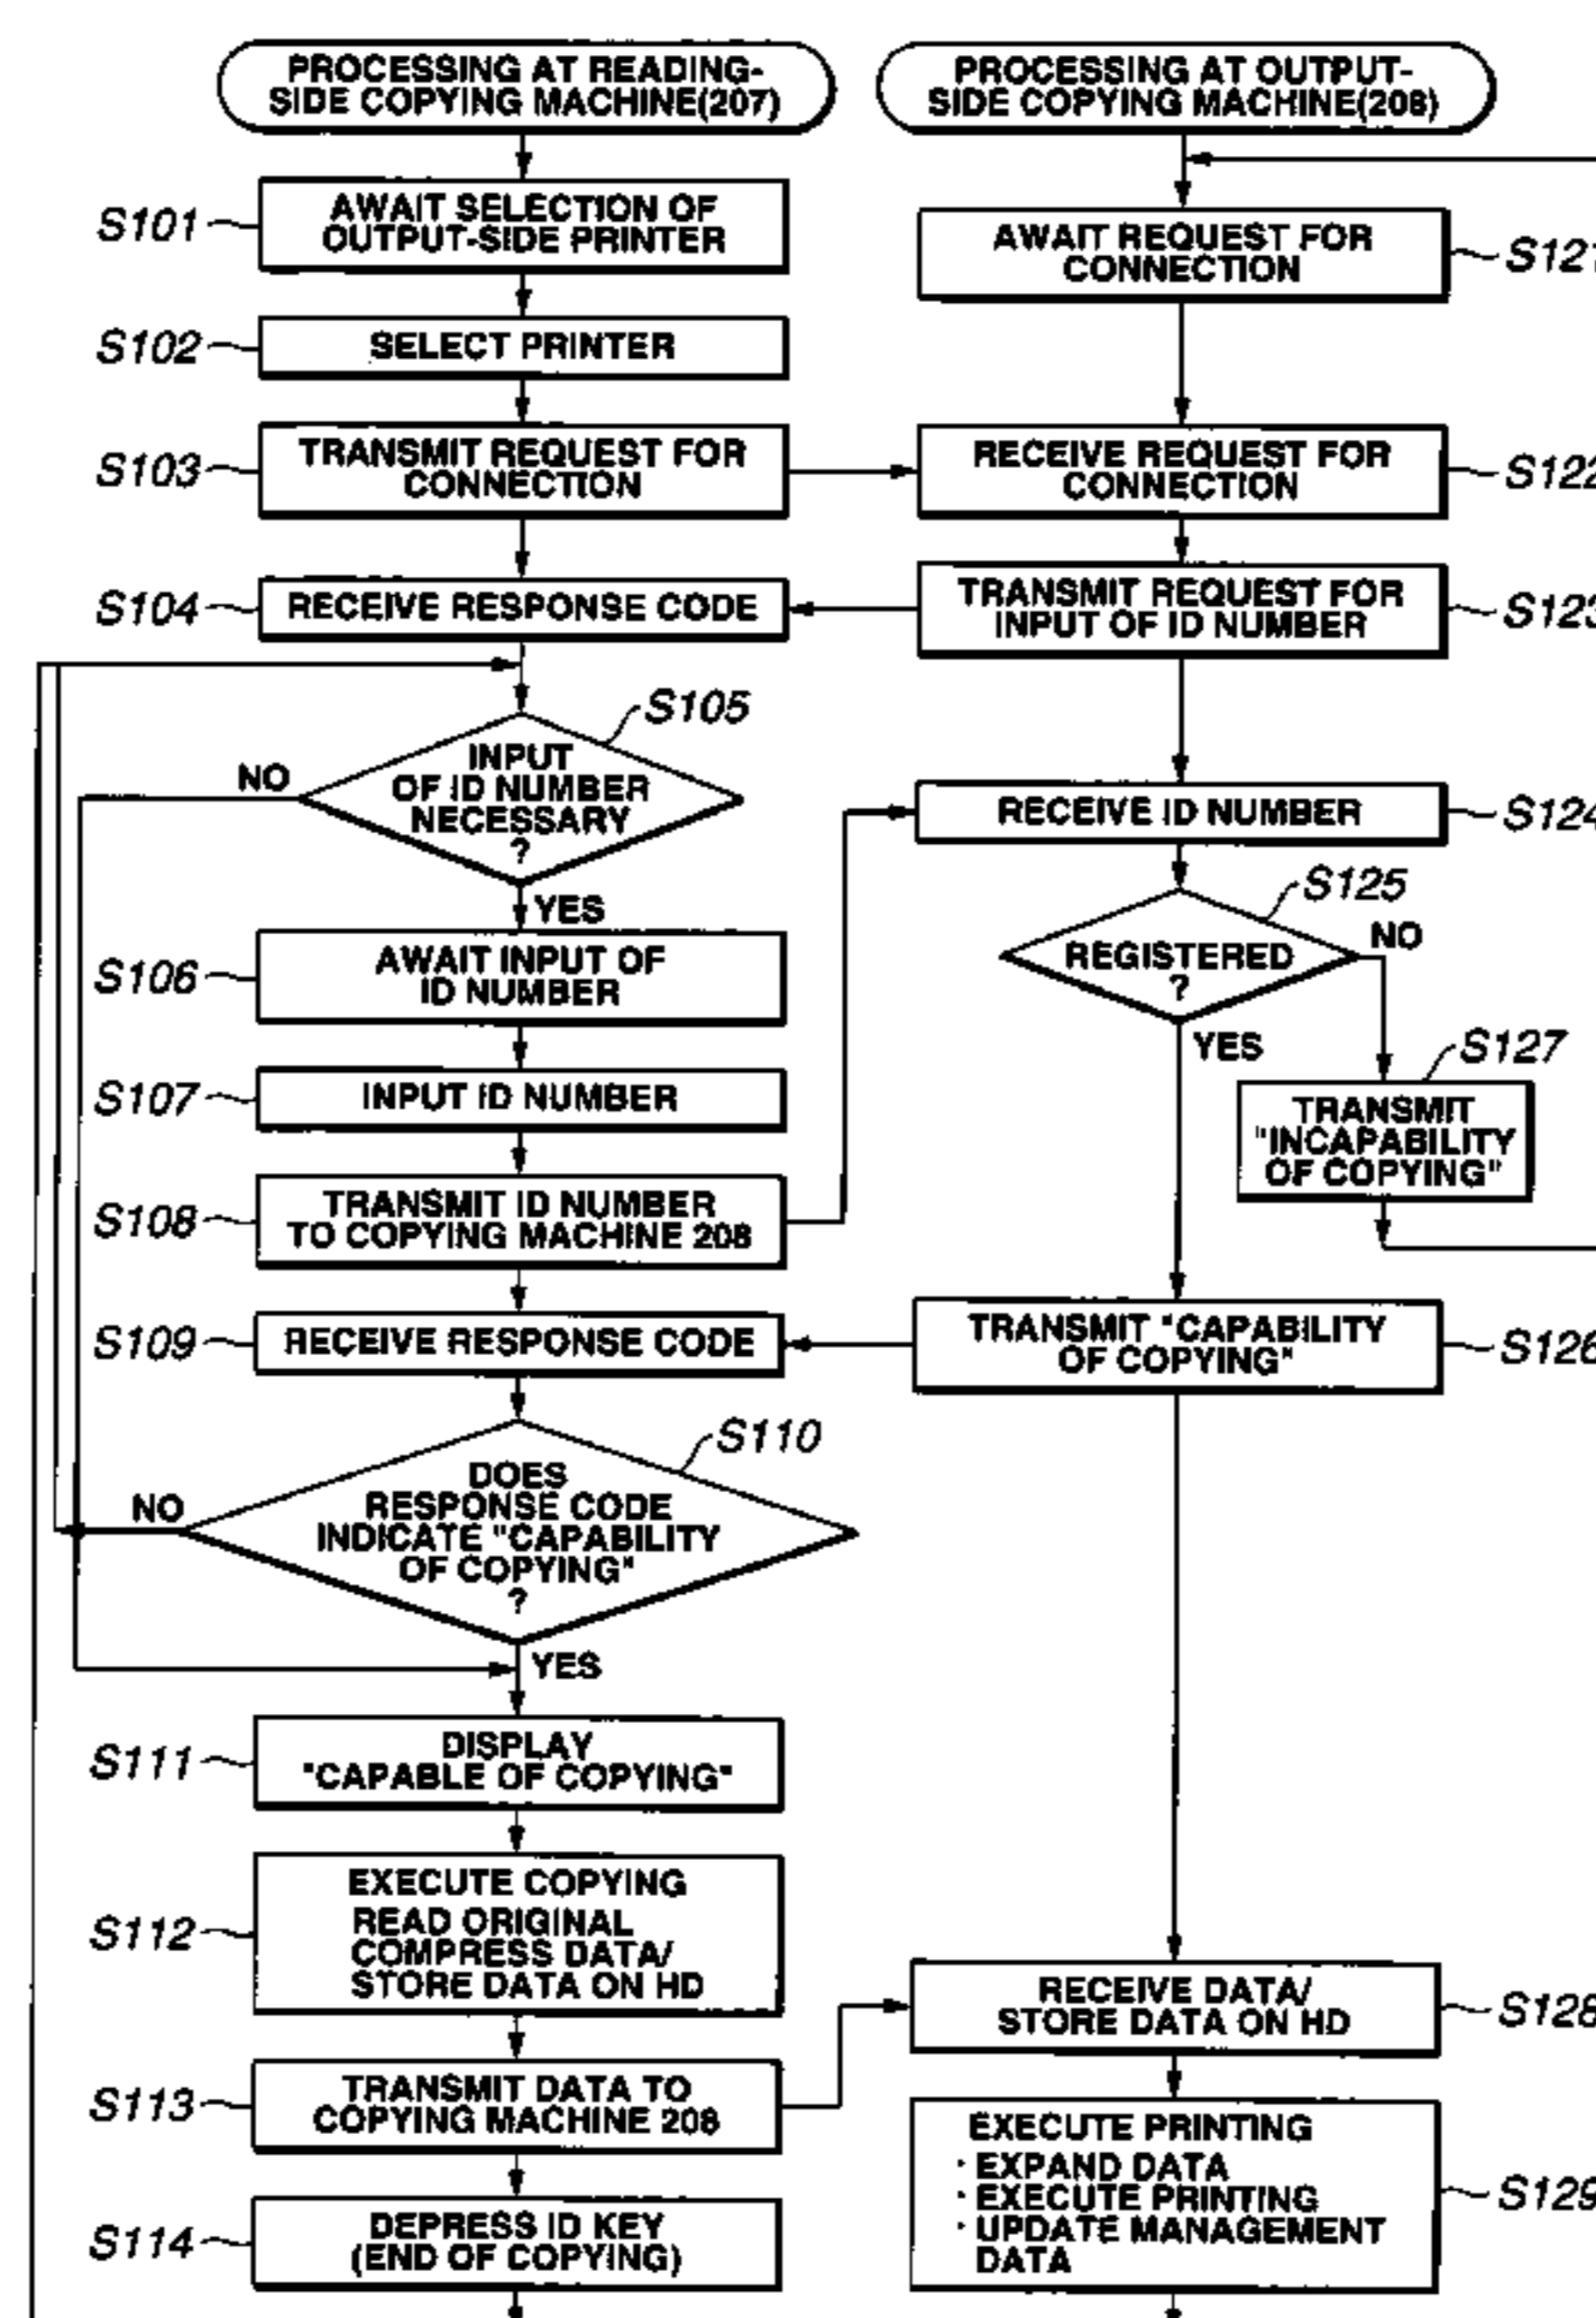 PROCESSING AT READING-
SIDE COPYING MACHINE(207)
S101
AWAIT SELECTION OF
OUTPUT-SIDE PRINTER
S102
SELECT PRINTER
S103
TRANSMIT REQUEST FOR
CONNECTION
S104
RECEIVE RESPONSE CODE
S105
INPUT
OF ID NUMBER
NECESSARY
?
NO
YES
S106
AWAIT INPUT OF
ID NUMBER
S107
INPUT ID NUMBER
S108
TRANSMIT ID NUMBER
TO COPYING MACHINE 208
S109
RECEIVE RESPONSE CODE
S110
DOES
RESPONSE CODE
INDICATE "CAPABILITY
OF COPYING"
?
NO
YES
S111
DISPLAY
"CAPABLE OF COPYING"
S112
EXECUTE COPYING
READ ORIGINAL
COMPRESS DATA/
STORE DATA ON HD
S113
TRANSMIT DATA TO
COPYING MACHINE 208
S114
DEPRESS ID KEY
(END OF COPYING)
PROCESSING AT OUTPUT-
SIDE COPYING MACHINE(208)
AWAIT REQUEST FOR
CONNECTION
S121
RECEIVE REQUEST FOR
CONNECTION
S122
TRANSMIT REQUEST FOR
INPUT OF ID NUMBER
S123
RECEIVE ID NUMBER
S124
S125
REGISTERED
?
NO
YES
S127
TRANSMIT
"INCAPABILITY
OF COPYING"
TRANSMIT "CAPABILITY
OF COPYING"
S126
RECEIVE DATA/
STORE DATA ON HD
S128
EXECUTE PRINTING
· EXPAND DATA
· EXECUTE PRINTING
· UPDATE MANAGEMENT
DATA
S129